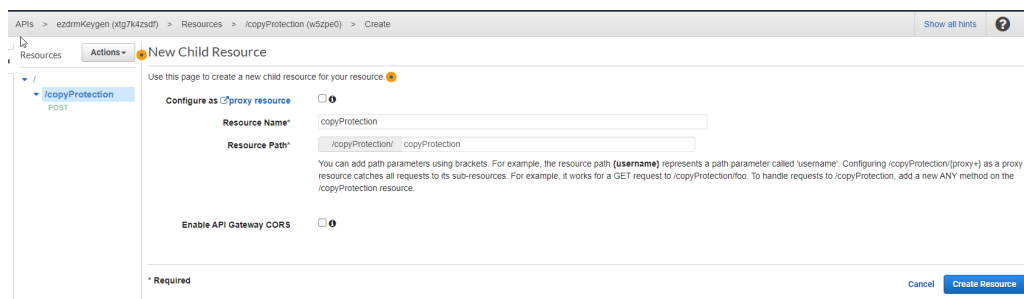 APIs > ezdrmKeygen (xtg7k4zsdf) > Resources > /copyProtection (w5zpe0) > Create Show all hints ?
Resources Actions New Child Resource
Use this page to create a new child resource for your resource.
/
/copyProtection
POST
Configure as proxy resource
Resource Name* copyProtection
Resource Path* /copyProtection/ copyProtection
You can add path parameters using brackets. For example, the resource path {username} represents a path parameter called 'username'. Configuring /copyProtection/{proxy+} as a proxy
resource catches all requests to its sub-resources. For example, it works for a GET request to /copyProtection/foo. To handle requests to /copyProtection, add a new ANY method on the
/copyProtection resource.
Enable API Gateway CORS
* Required
Cancel Create Resource